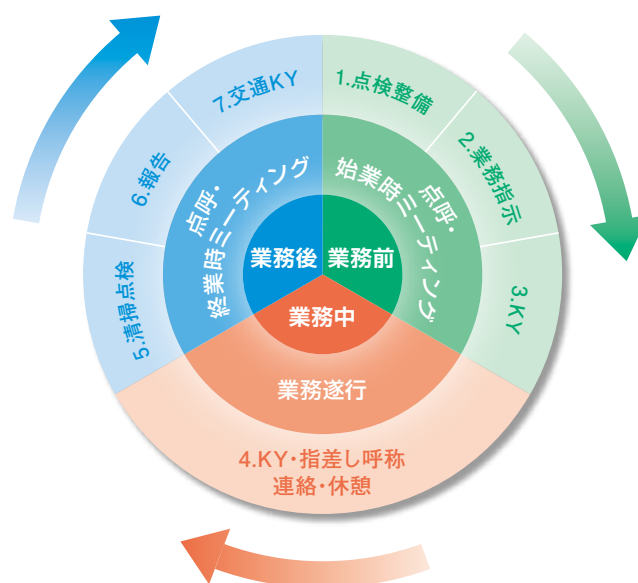 業務前
点呼・
始業時ミーティング
1.点検整備
2.業務指示
3.KY
業務中
業務遂行
4.KY・指差し呼称
連絡・休憩
業務後
点呼・
終業時ミーティング
5.清掃点検
6.報告
7.交通KY